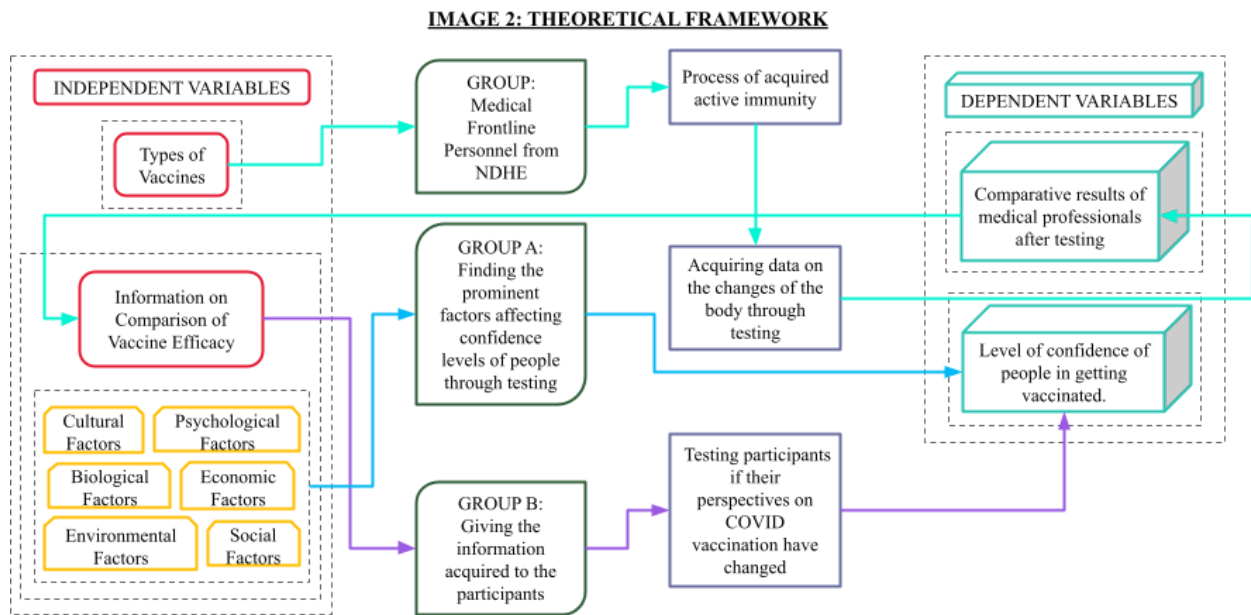 IMAGE 2: THEORETICAL FRAMEWORK
INDEPENDENT VARIABLES
Types of
Vaccines
Information on
Comparison of
Vaccine Efficacy
Cultural
Factors
Psychological
Factors
Biological
Factors
Economic
Factors
Environmental
Factors
Social
Factors
GROUP:
Medical
Frontline
Personnel from
NDHE
GROUP A:
Finding the
prominent
factors affecting
confidence
levels of people
through testing
GROUP B:
Giving the
information
acquired to the
participants
Process of acquired
active immunity
Acquiring data on
the changes of the
body through
testing
Testing participants
if their
perspectives on
COVID
vaccination have
changed
DEPENDENT VARIABLES
Comparative results of
medical professionals
after testing
Level of confidence of
people in getting
vaccinated.